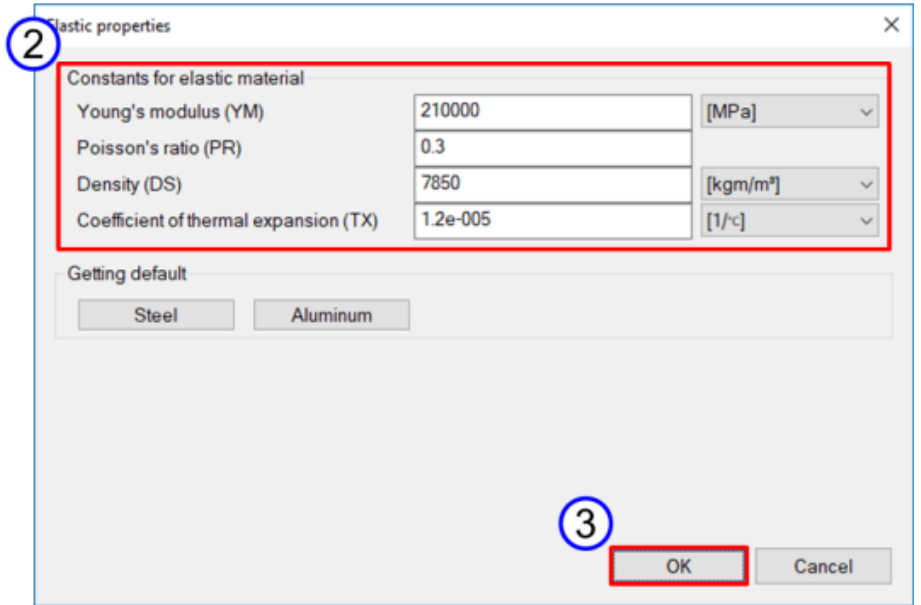 2
Elastic properties
Constants for elastic material
Young's modulus (YM) 210000 [MPa]
Poisson's ratio (PR) 0.3
Density (DS) 7850 [kgm/m³]
Coefficient of thermal expansion (TX) 1.2e-005 [1/℃]
Getting default
Steel Aluminum
3
OK Cancel